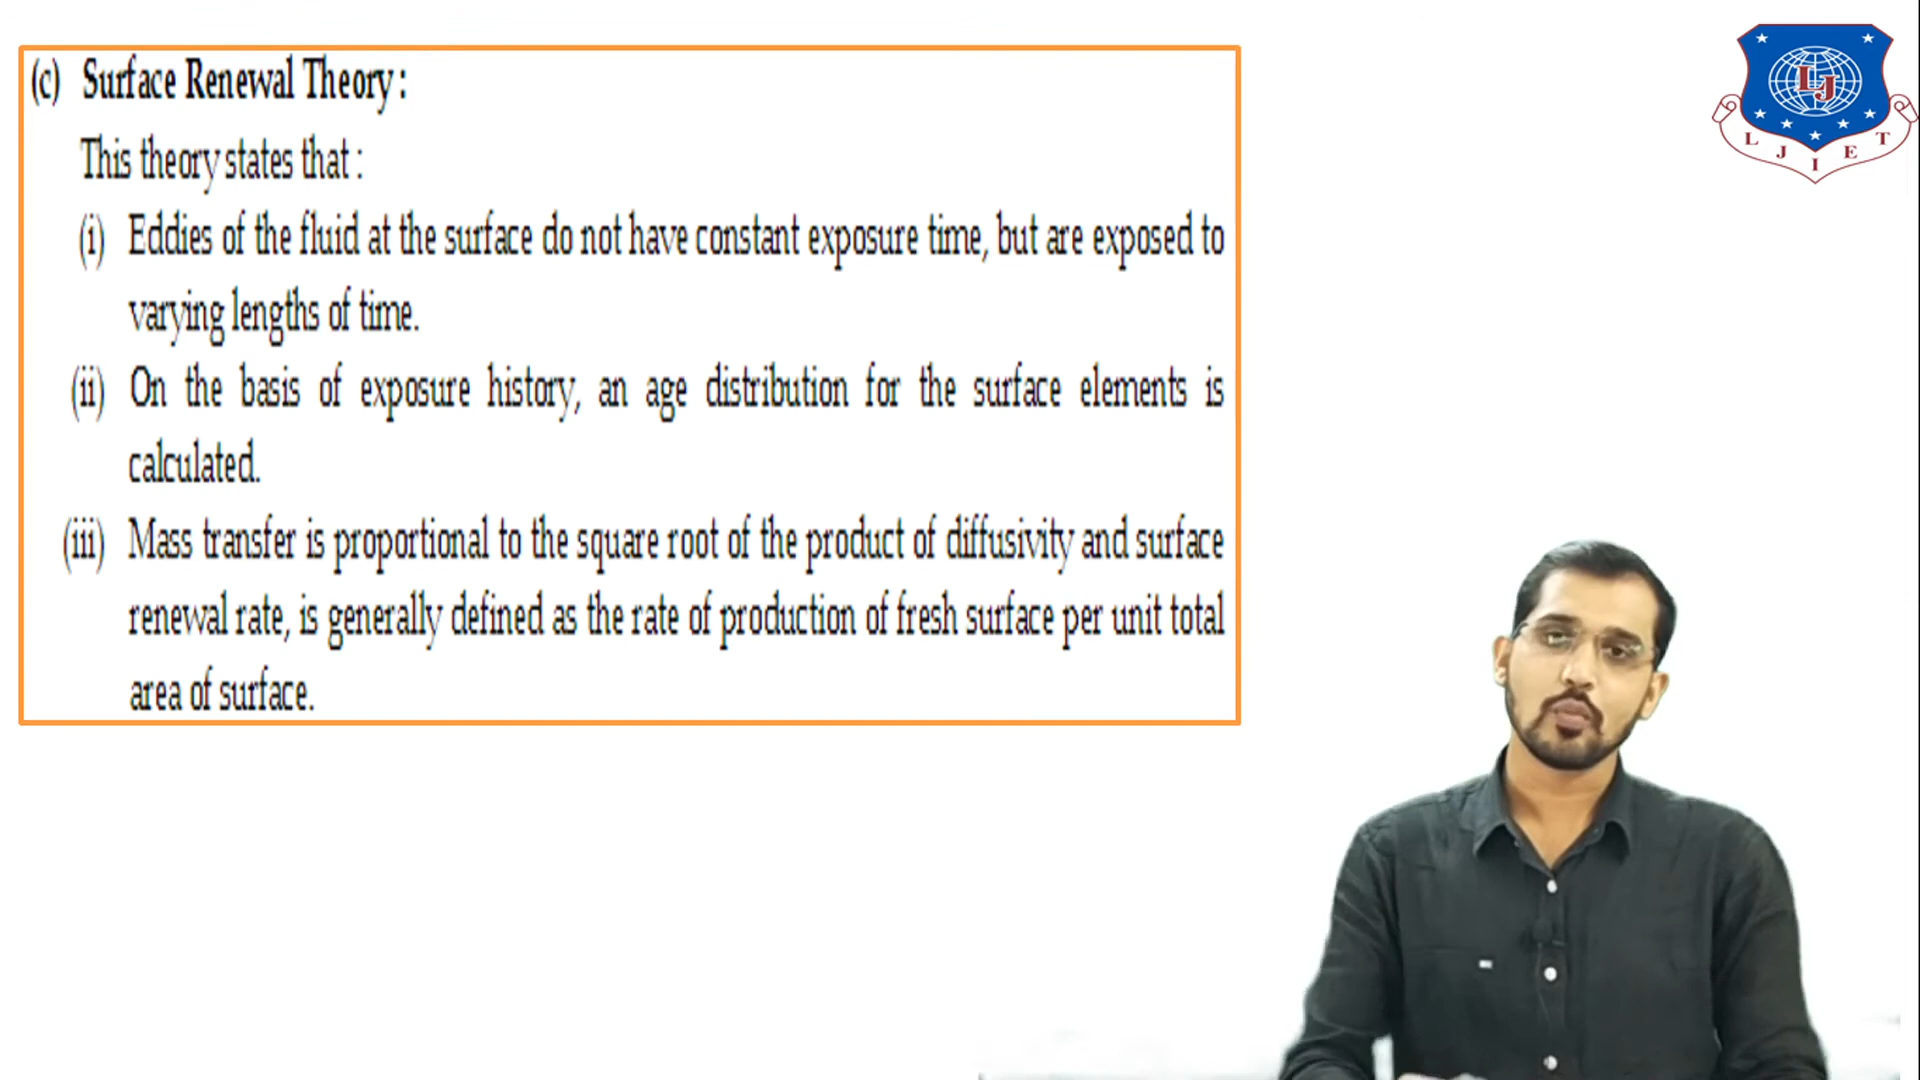 (c) Surface Renewal Theory :
This theory states that :
(i) Eddies of the fluid at the surface do not have constant exposure time, but are exposed to
varying lengths of time.
(ii) On the basis of exposure history, an age distribution for the surface elements is
calculated.
(iii) Mass transfer is proportional to the square root of the product of diffusivity and surface
renewal rate, is generally defined as the rate of production of fresh surface per unit total
area of surface.
LJ
L J I E T